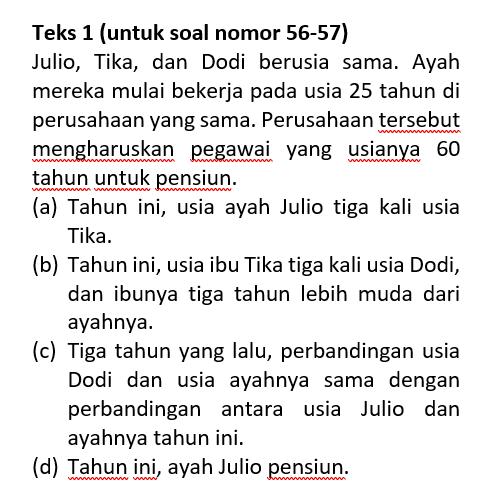 Teks 1 (untuk soal nomor 56-57)
Julio, Tika, dan Dodi berusia sama. Ayah
mereka mulai bekerja pada usia 25 tahun di
perusahaan yang sama. Perusahaan tersebut
mengharuskan pegawai yang usianya 60
tahun untuk pensiun.
(a) Tahun ini, usia ayah Julio tiga kali usia
Tika.
(b) Tahun ini, usia ibu Tika tiga kali usia Dodi,
dan ibunya tiga tahun lebih muda dari
ayahnya.
(c) Tiga tahun yang lalu, perbandingan usia
Dodi dan usia ayahnya sama dengan
perbandingan antara usia Julio dan
ayahnya tahun ini.
(d) Tahun ini, ayah Julio pensiun.